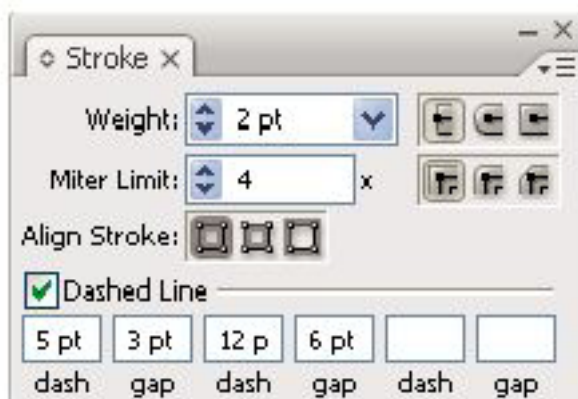 Stroke
Weight: 2 pt
Miter Limit: 4 x
Align Stroke:
Dashed Line
5 pt 3 pt 12 p 6 pt
dash gap dash gap dash gap